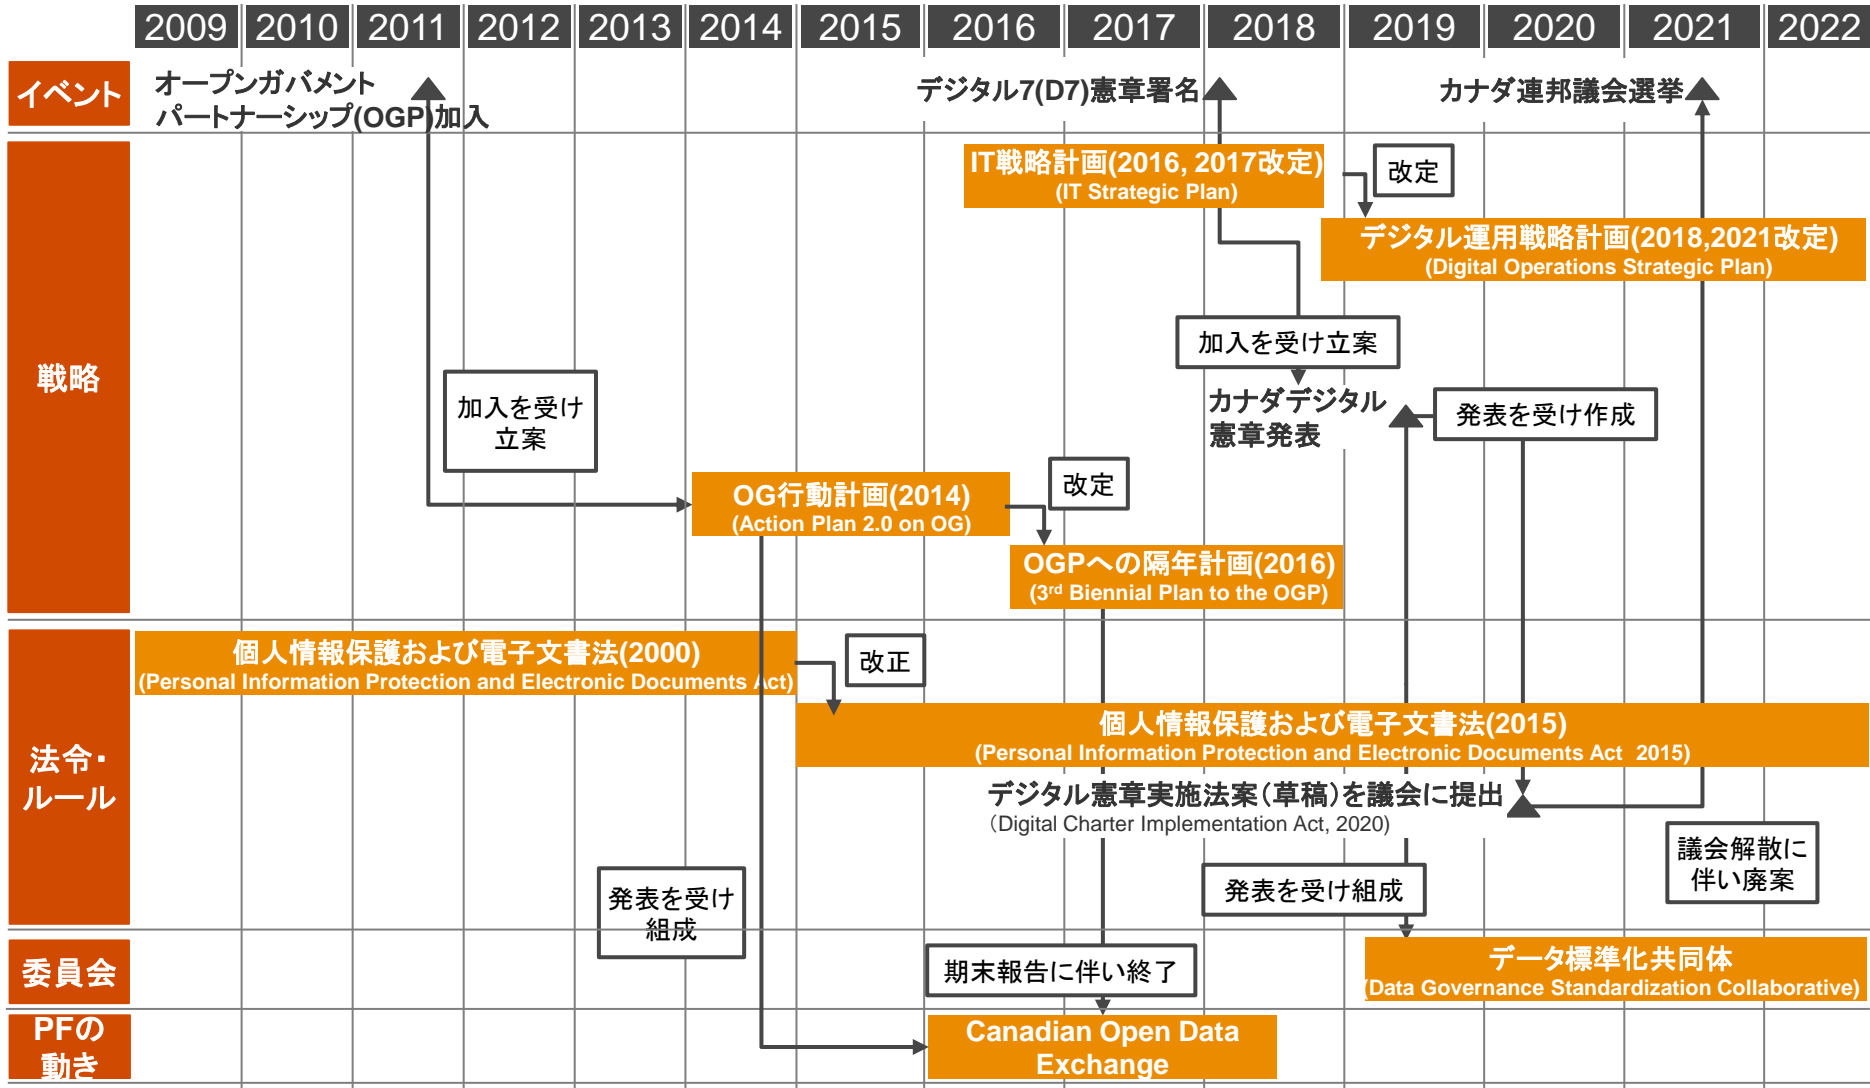 2009 2010 2011 2012 2013 2014 2015 2016 2017 2018 2019 2020 2021 2022
イベント
オープンガバメント
パートナーシップ(OGP)加入
デジタル7(D7)憲章署名
カナダ連邦議会選挙
戦略
IT戦略計画(2016, 2017改定)
(IT Strategic Plan)
改定
デジタル運用戦略計画(2018,2021改定)
(Digital Operations Strategic Plan)
加入を受け立案
カナダデジタル
憲章発表
発表を受け作成
加入を受け
立案
OG行動計画(2014)
(Action Plan 2.0 on OG)
改定
OGPへの隔年計画(2016)
(3rd Biennial Plan to the OGP)
法令・
ルール
個人情報保護および電子文書法(2000)
(Personal Information Protection and Electronic Documents Act)
改正
個人情報保護および電子文書法(2015)
(Personal Information Protection and Electronic Documents Act 2015)
デジタル憲章実施法案（草稿）を議会に提出
（Digital Charter Implementation Act, 2020)
議会解散に
伴い廃案
発表を受け
組成
発表を受け組成
委員会
期末報告に伴い終了
データ標準化共同体
(Data Governance Standardization Collaborative)
PFの
動き
Canadian Open Data
Exchange